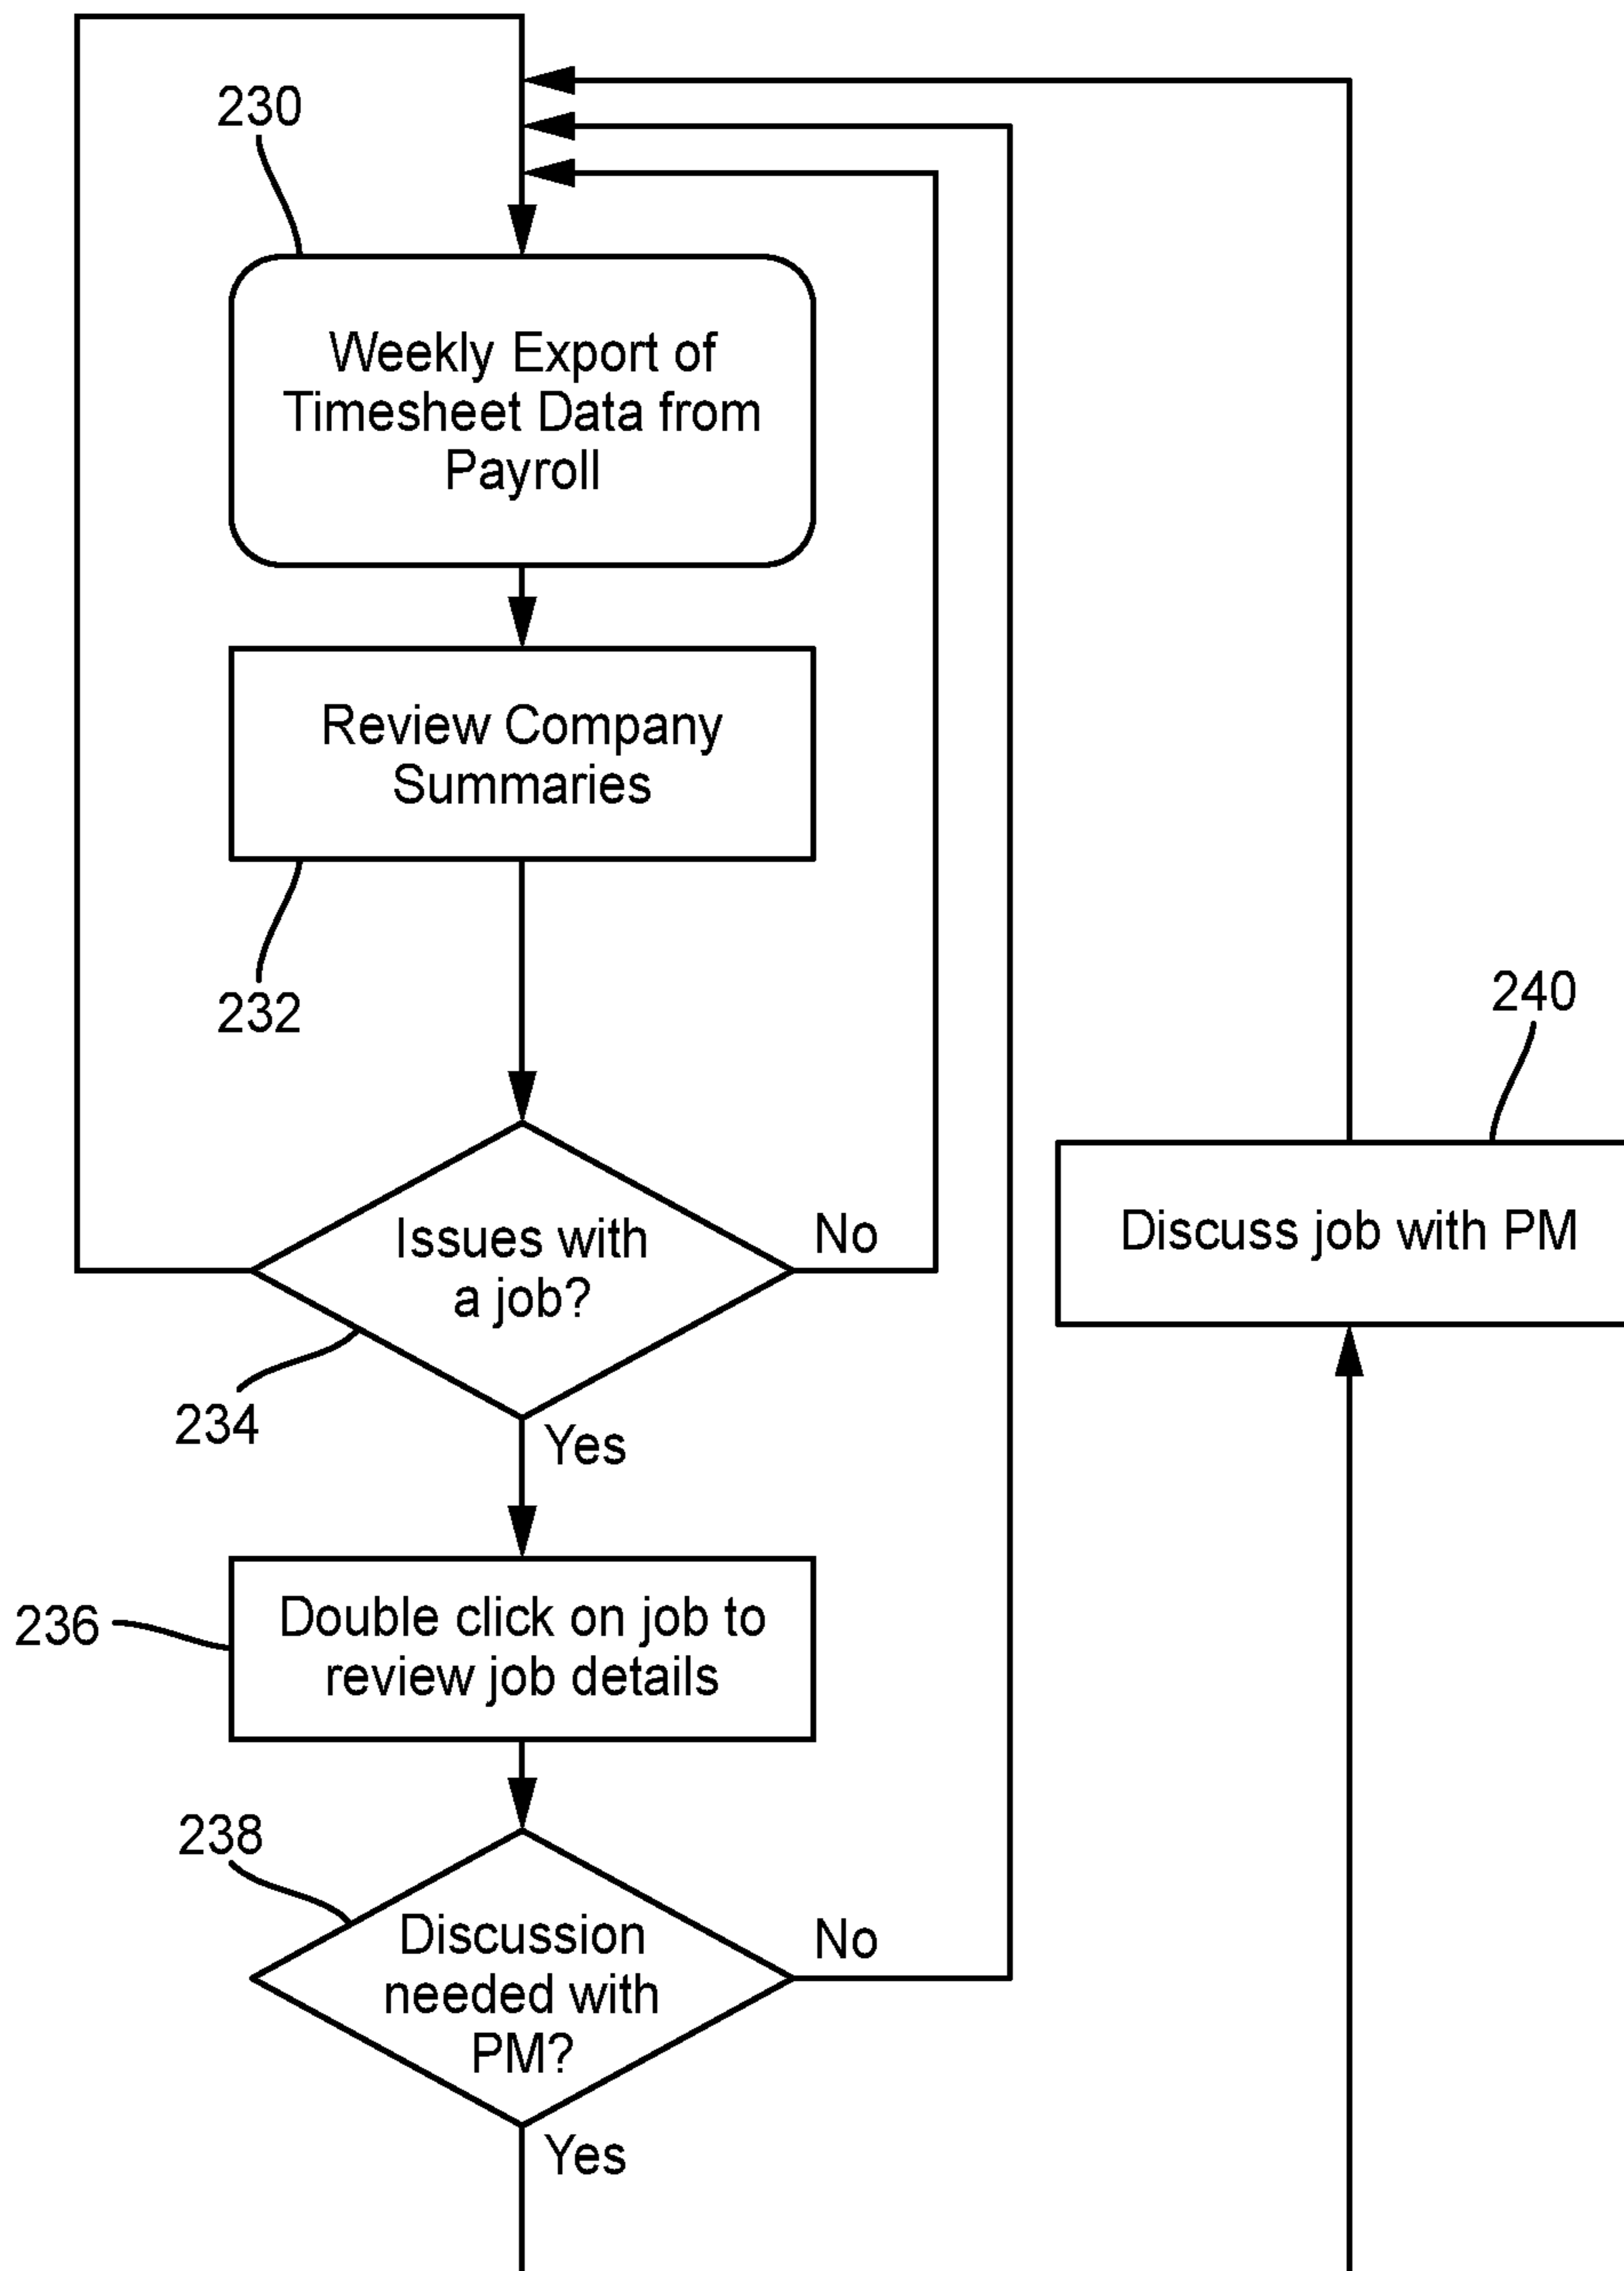 230
Weekly Export of
Timesheet Data from
Payroll
Review Company
Summaries
232
240
Discuss job with PM
Issues with
a job?
No
234
Yes
236
Double click on job to
review job details
238
Discussion
needed with
PM?
No
Yes